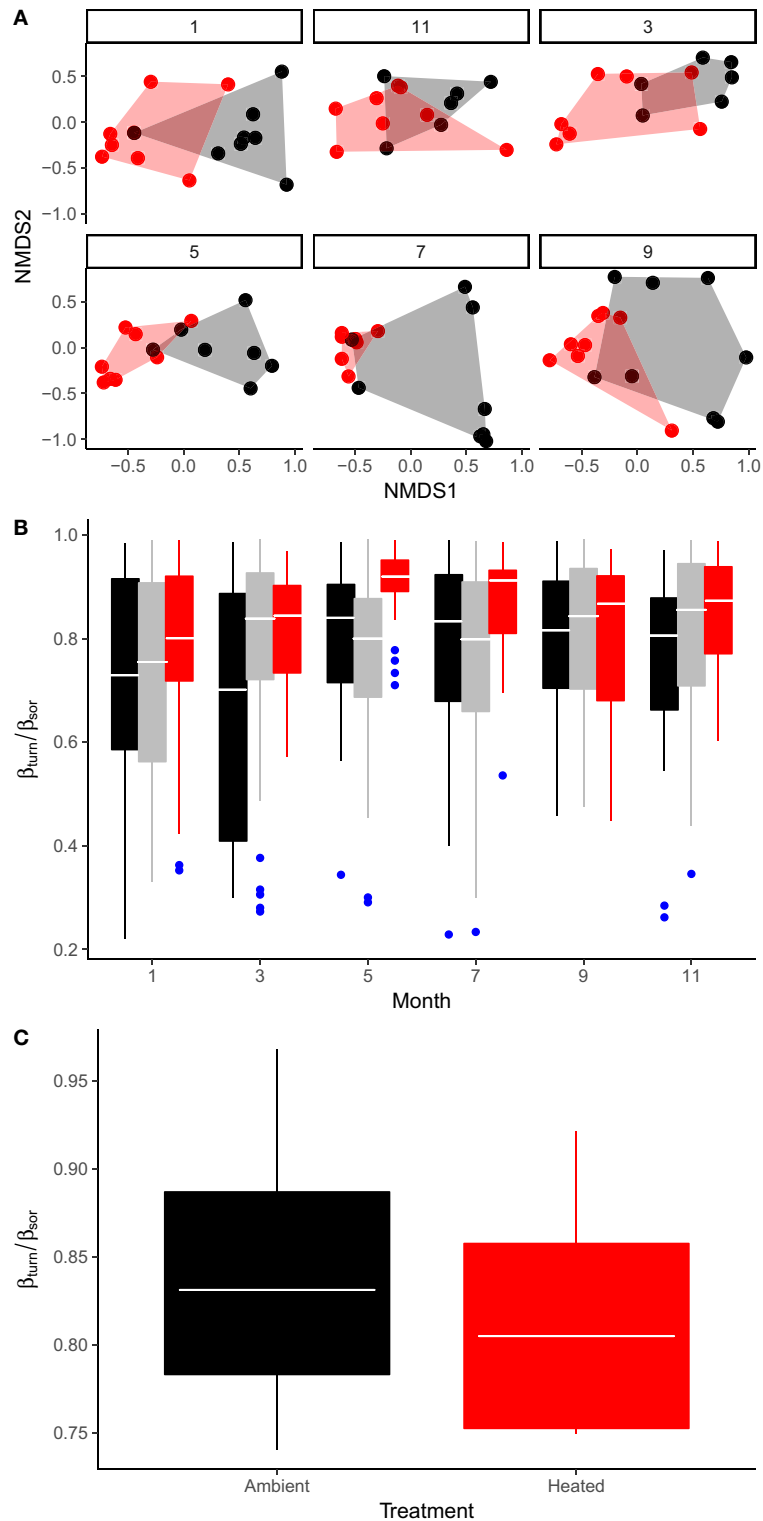 A
1 11 3
0.5
0.0
−0.5
−1.0
NMDS2
5 7 9
0.5
0.0
−0.5
−1.0
−0.5 0.0 0.5 1.0 −0.5 0.0 0.5 1.0 −0.5 0.0 0.5 1.0
NMDS1
B
1.0
0.8
0.6
0.4
0.2
βturn/βsor
1 3 5 7 9 11
Month
C
0.95
0.90
0.85
0.80
0.75
βturn/βsor
Ambient Heated
Treatment